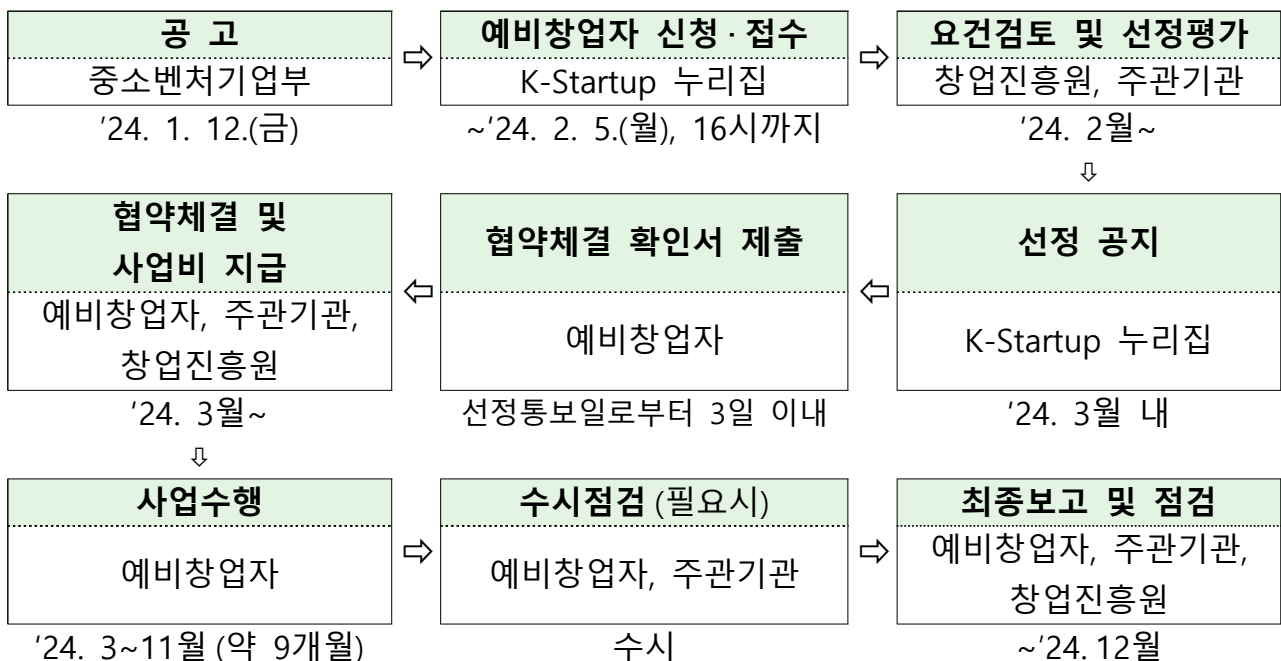 공 고
중소벤처기업부
'24. 1. 12.(금)
⇨
예비창업자 신청·접수
K-Startup 누리집
~'24. 2. 5.(월), 16시까지
⇨
요건검토 및 선정평가
창업진흥원, 주관기관
'24. 2월~
⇩
선정 공지
K-Startup 누리집
'24. 3월 내
⇦
협약체결 확인서 제출
예비창업자
선정통보일로부터 3일 이내
⇦
협약체결 및
사업비 지급
예비창업자, 주관기관,
창업진흥원
'24. 3월~
⇩
사업수행
예비창업자
'24. 3~11월 (약 9개월)
⇨
수시점검 (필요시)
예비창업자, 주관기관
수시
⇨
최종보고 및 점검
예비창업자, 주관기관,
창업진흥원
~'24. 12월